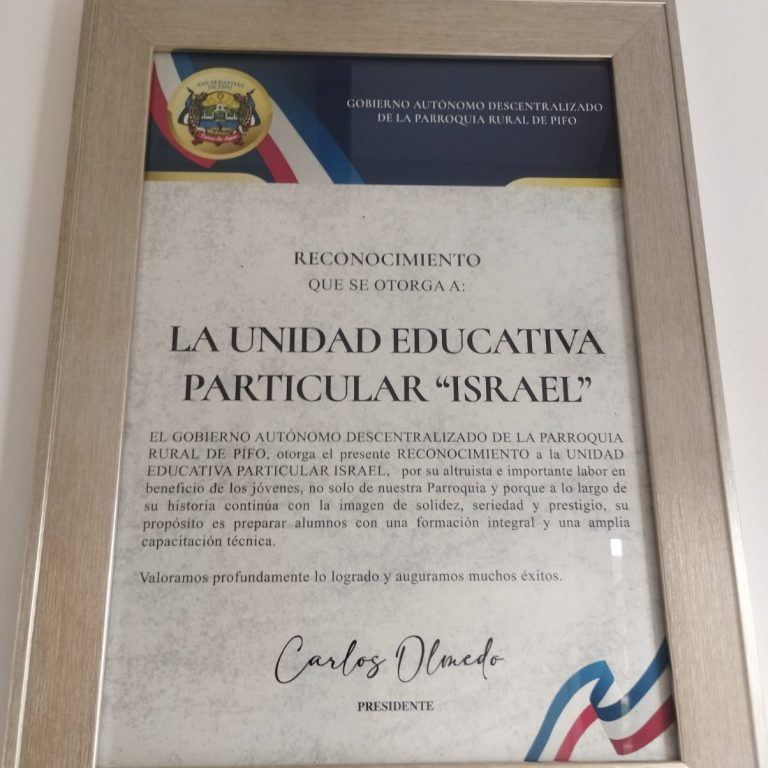 SAN SEBASTIÁN
DE PIFO
GOBIERNO AUTÓNOMO DESCENTRALIZADO
DE LA PARROQUIA RURAL DE PIFO
RECONOCIMIENTO
QUE SE OTORGA A:
LA UNIDAD EDUCATIVA
PARTICULAR “ISRAEL”
EL GOBIERNO AUTÓNOMO DESCENTRALIZADO DE LA PARROQUIA
RURAL DE PIFO, otorga el presente RECONOCIMIENTO a la UNIDAD
EDUCATIVA PARTICULAR ISRAEL, por su altruista e importante labor en
beneficio de los jóvenes, no solo de nuestra Parroquia y porque a lo largo de
su historia continúa con la imagen de solidez, seriedad y prestigio, su
propósito es preparar alumnos con una formación integral y una amplia
capacitación técnica.
Valoramos profundamente lo logrado y auguramos muchos éxitos.
Carlos Olmedo
PRESIDENTE